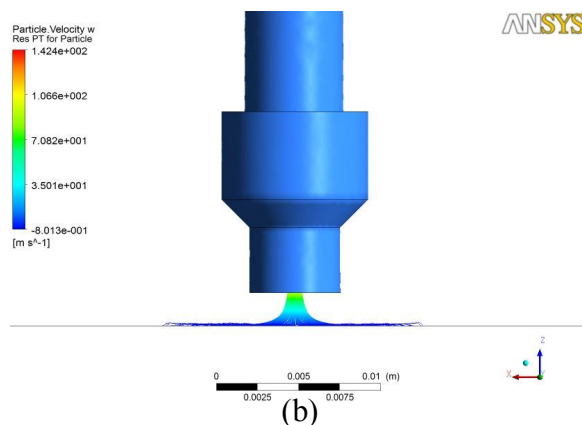 Particle.Velocity w
Res PT for Particle
1.424e+002
1.066e+002
7.082e+001
3.501e+001
-8.013e-001
[m s^-1]
ANSYS
Z
X
Y
0 0.005 0.01 (m)
0.0025 0.0075
(b)